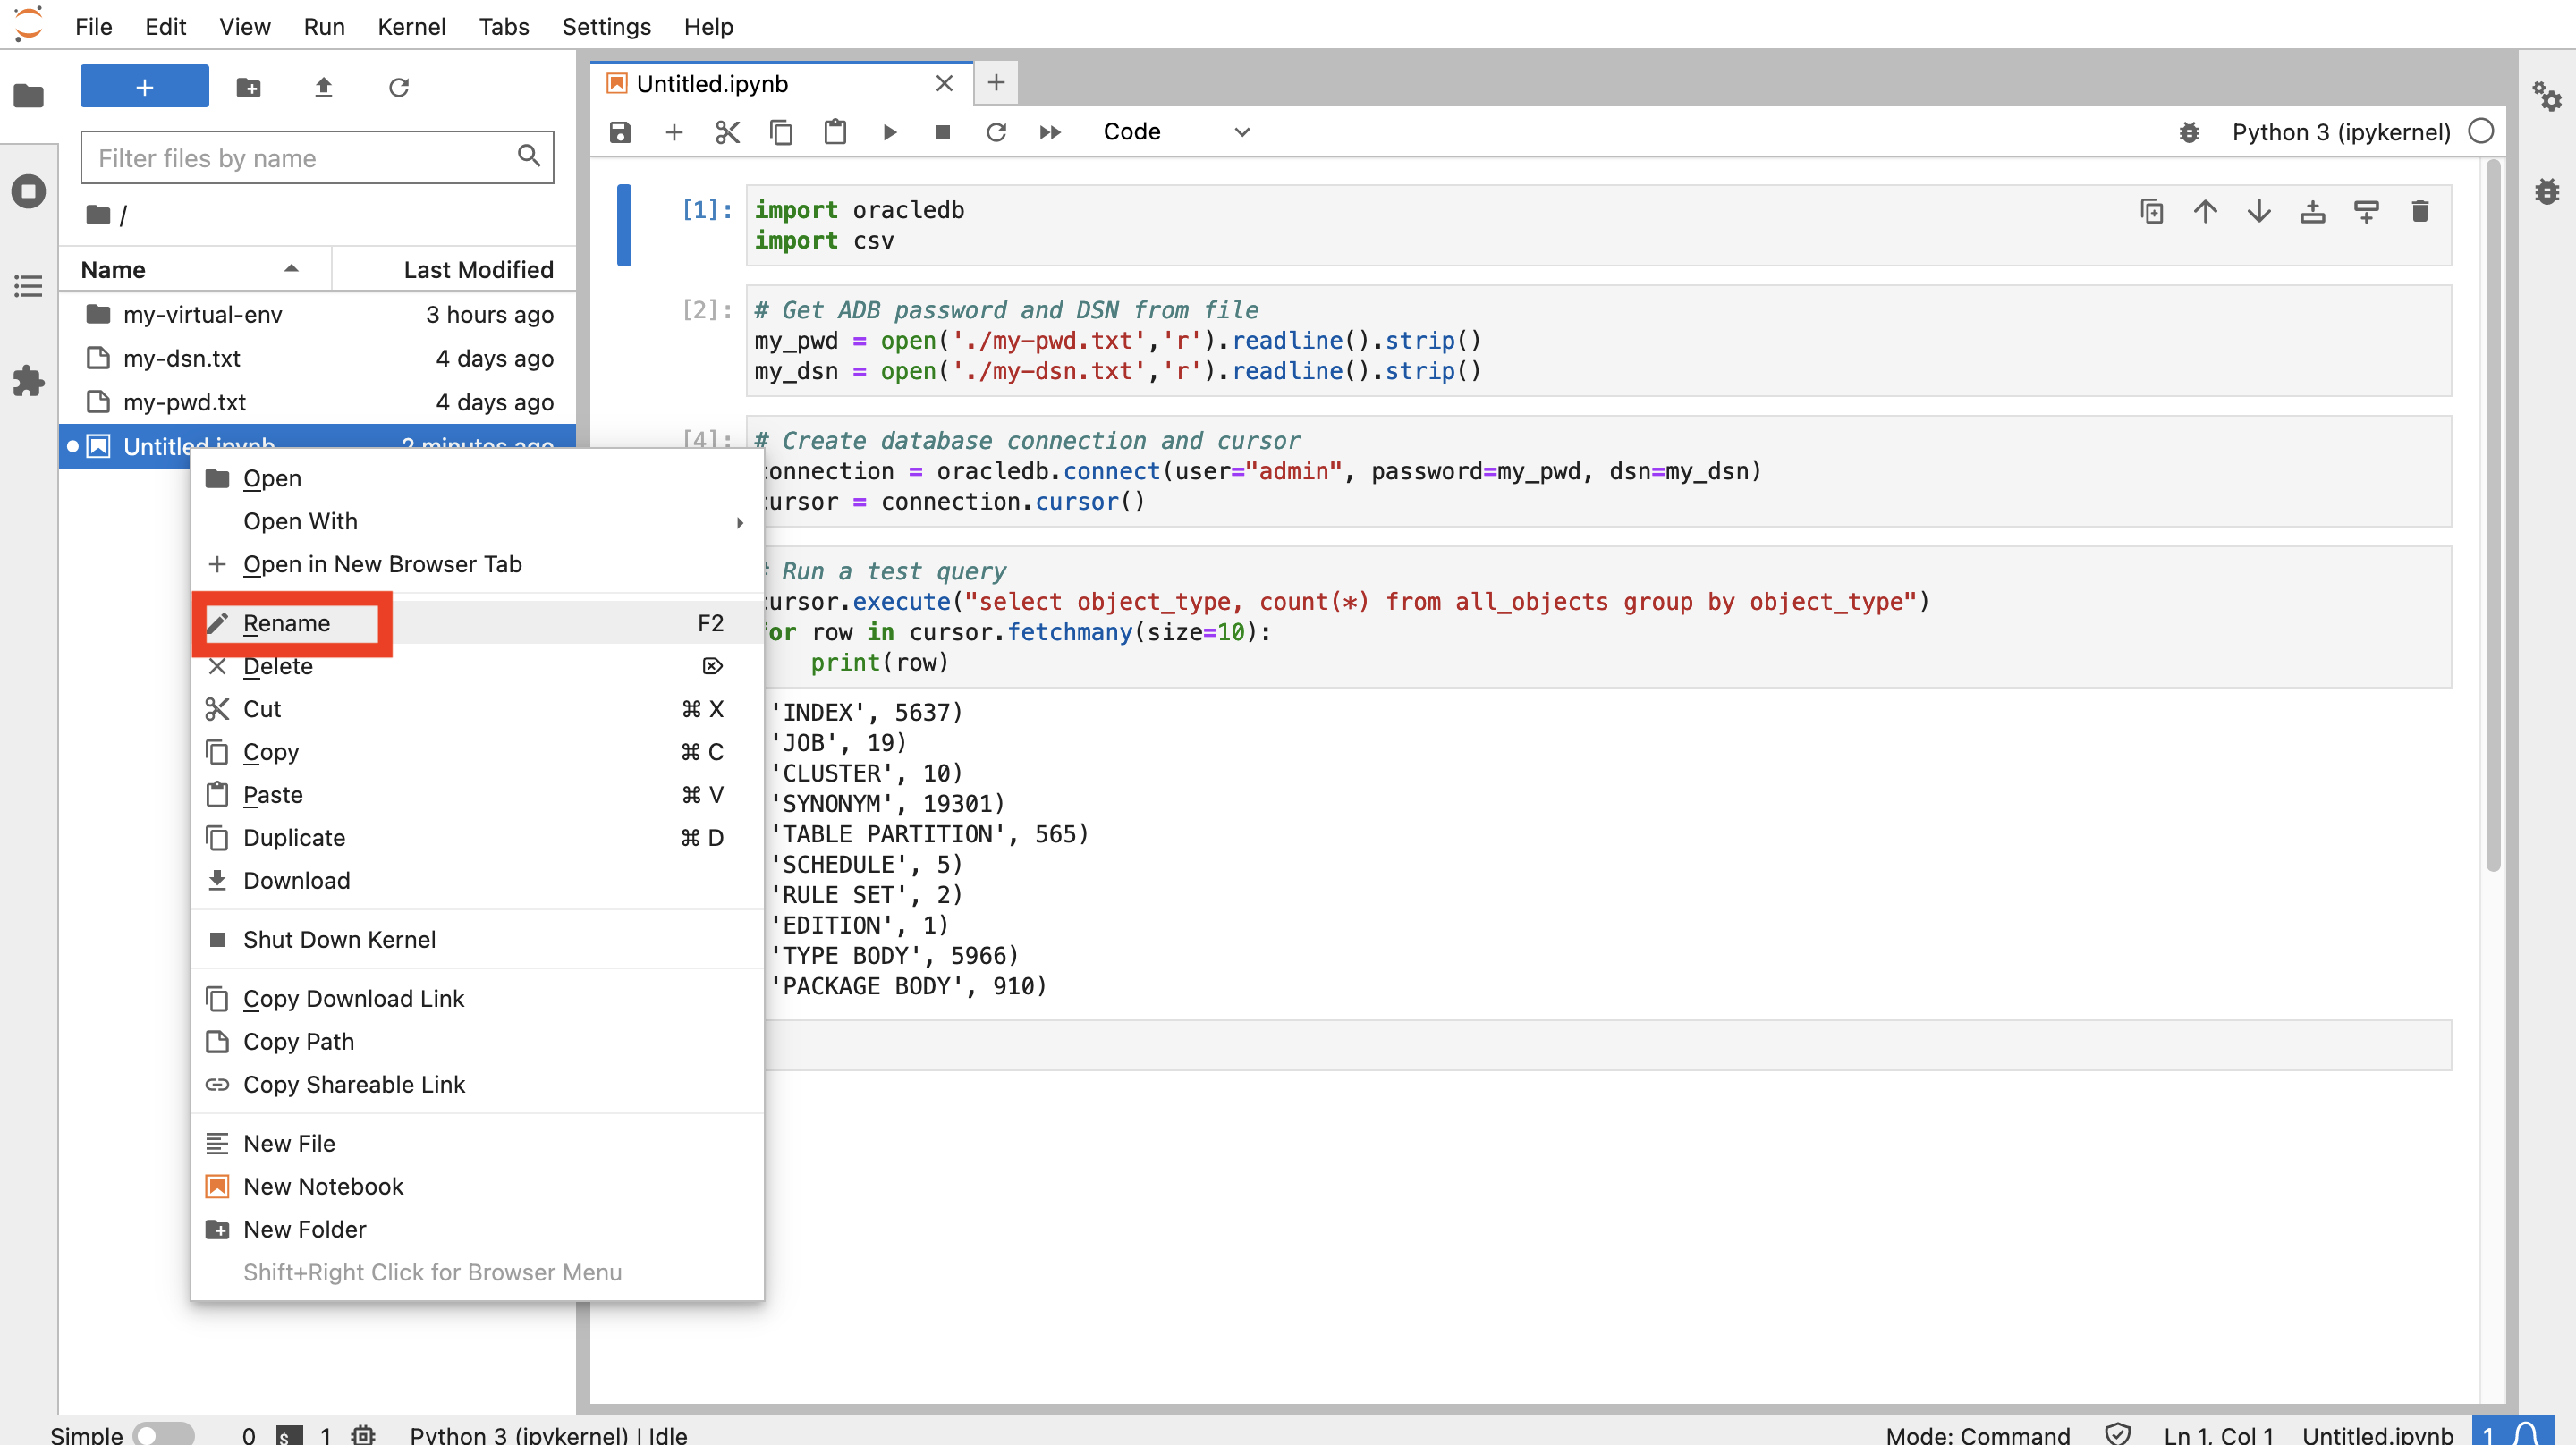 File Edit View Run Kernel Tabs Settings Help
Untitled.ipynb
Filter files by name
Code
Python 3 (ipykernel)
/
Name Last Modified
my-virtual-env 3 hours ago
my-dsn.txt 4 days ago
my-pwd.txt 4 days ago
Untitled.ipynb 2 minutes ago
Open
Open With
Open in New Browser Tab
Rename F2
Delete
Cut ⌘ X
Copy ⌘ C
Paste ⌘ V
Duplicate ⌘ D
Download
Shut Down Kernel
Copy Download Link
Copy Path
Copy Shareable Link
New File
New Notebook
New Folder
Shift+Right Click for Browser Menu
[1]: import oracledb
import csv
[2]: # Get ADB password and DSN from file
my_pwd = open('./my-pwd.txt','r').readline().strip()
my_dsn = open('./my-dsn.txt','r').readline().strip()
[4]: # Create database connection and cursor
connection = oracledb.connect(user="admin", password=my_pwd, dsn=my_dsn)
cursor = connection.cursor()
# Run a test query
cursor.execute("select object_type, count(*) from all_objects group by object_type")
for row in cursor.fetchmany(size=10):
print(row)
'INDEX', 5637)
'JOB', 19)
'CLUSTER', 10)
'SYNONYM', 19301)
'TABLE PARTITION', 565)
'SCHEDULE', 5)
'RULE SET', 2)
'EDITION', 1)
'TYPE BODY', 5966)
'PACKAGE BODY', 910)
Simple 0 $_ 1 Python 3 (ipykernel) | Idle
Mode: Command Ln 1, Col 1 Untitled.ipynb 1